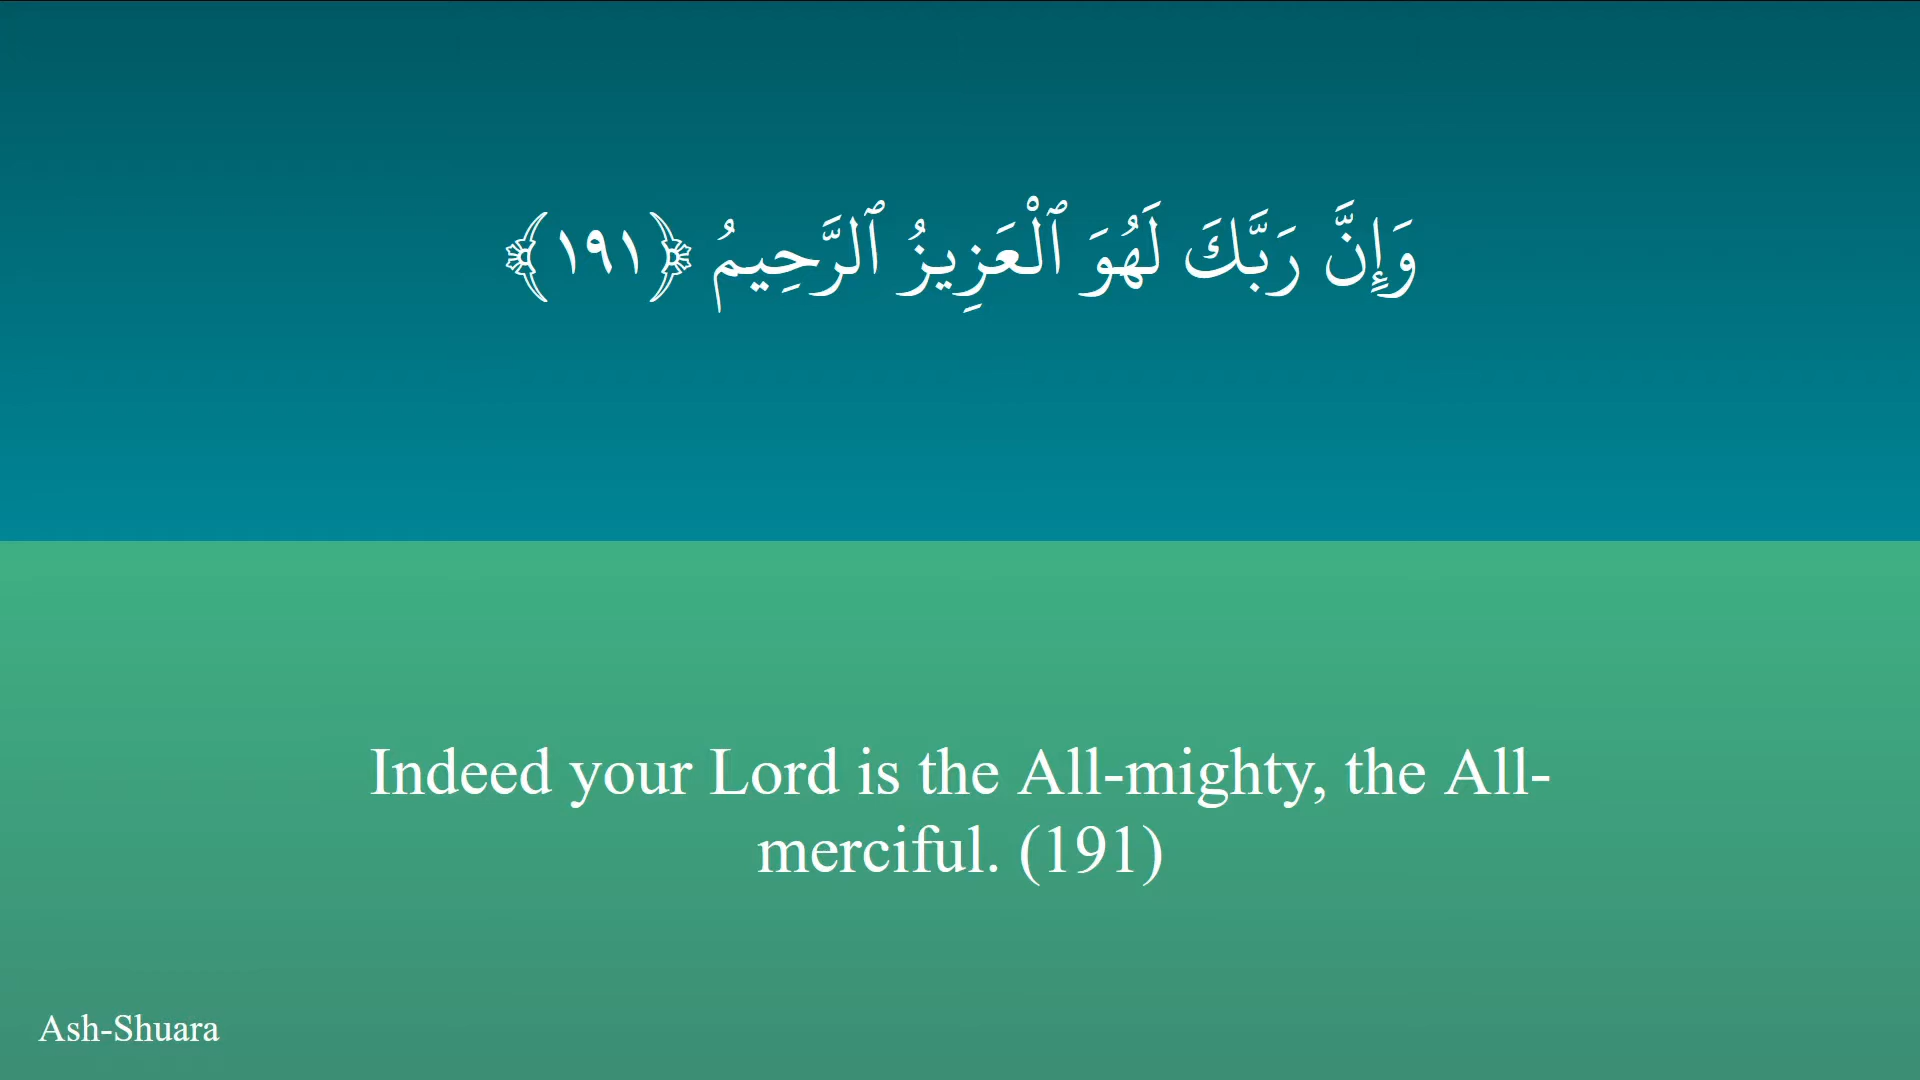 وَإِنَّ رَبَّكَ لَهُوَ ٱلْعَزِيزُ ٱلرَّحِيمُ ﴿١٩١﴾
Indeed your Lord is the All-mighty, the All-
merciful. (191)
Ash-Shuara